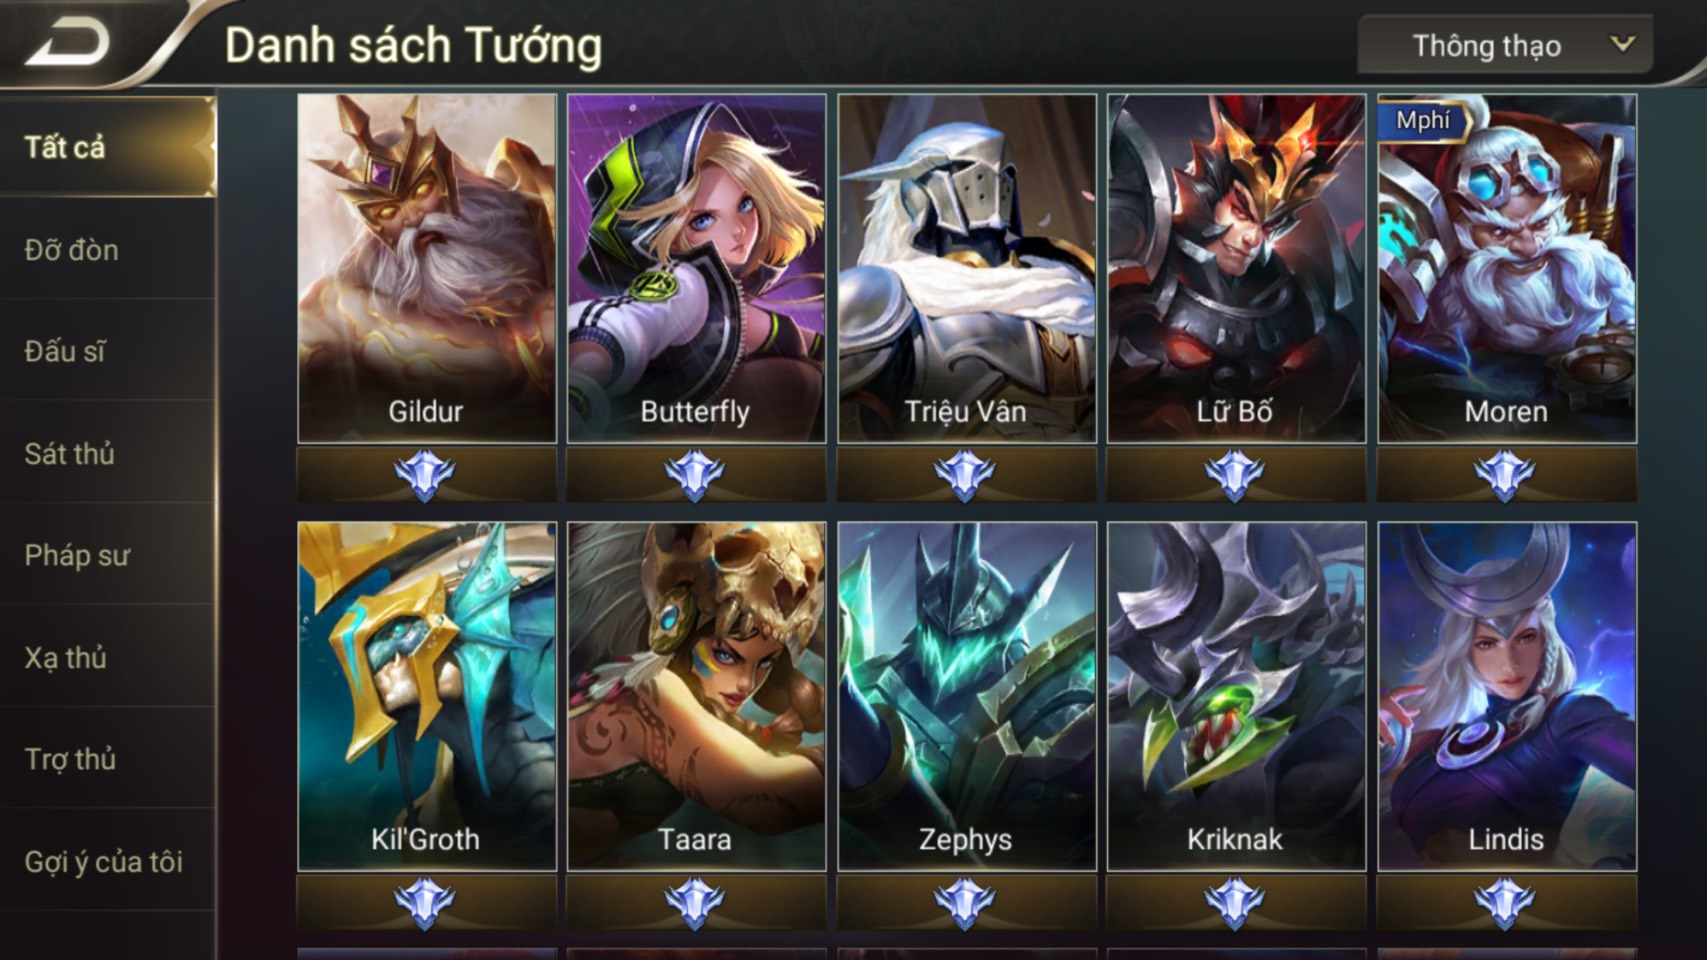 Danh sách Tướng
Thông thạo
Tất cả
Đỡ đòn
Đấu sĩ
Sát thủ
Pháp sư
Xạ thủ
Trợ thủ
Gợi ý của tôi
Gildur
Butterfly
Triệu Vân
Lữ Bố
Mphí
Moren
Kil'Groth
Taara
Zephys
Kriknak
Lindis